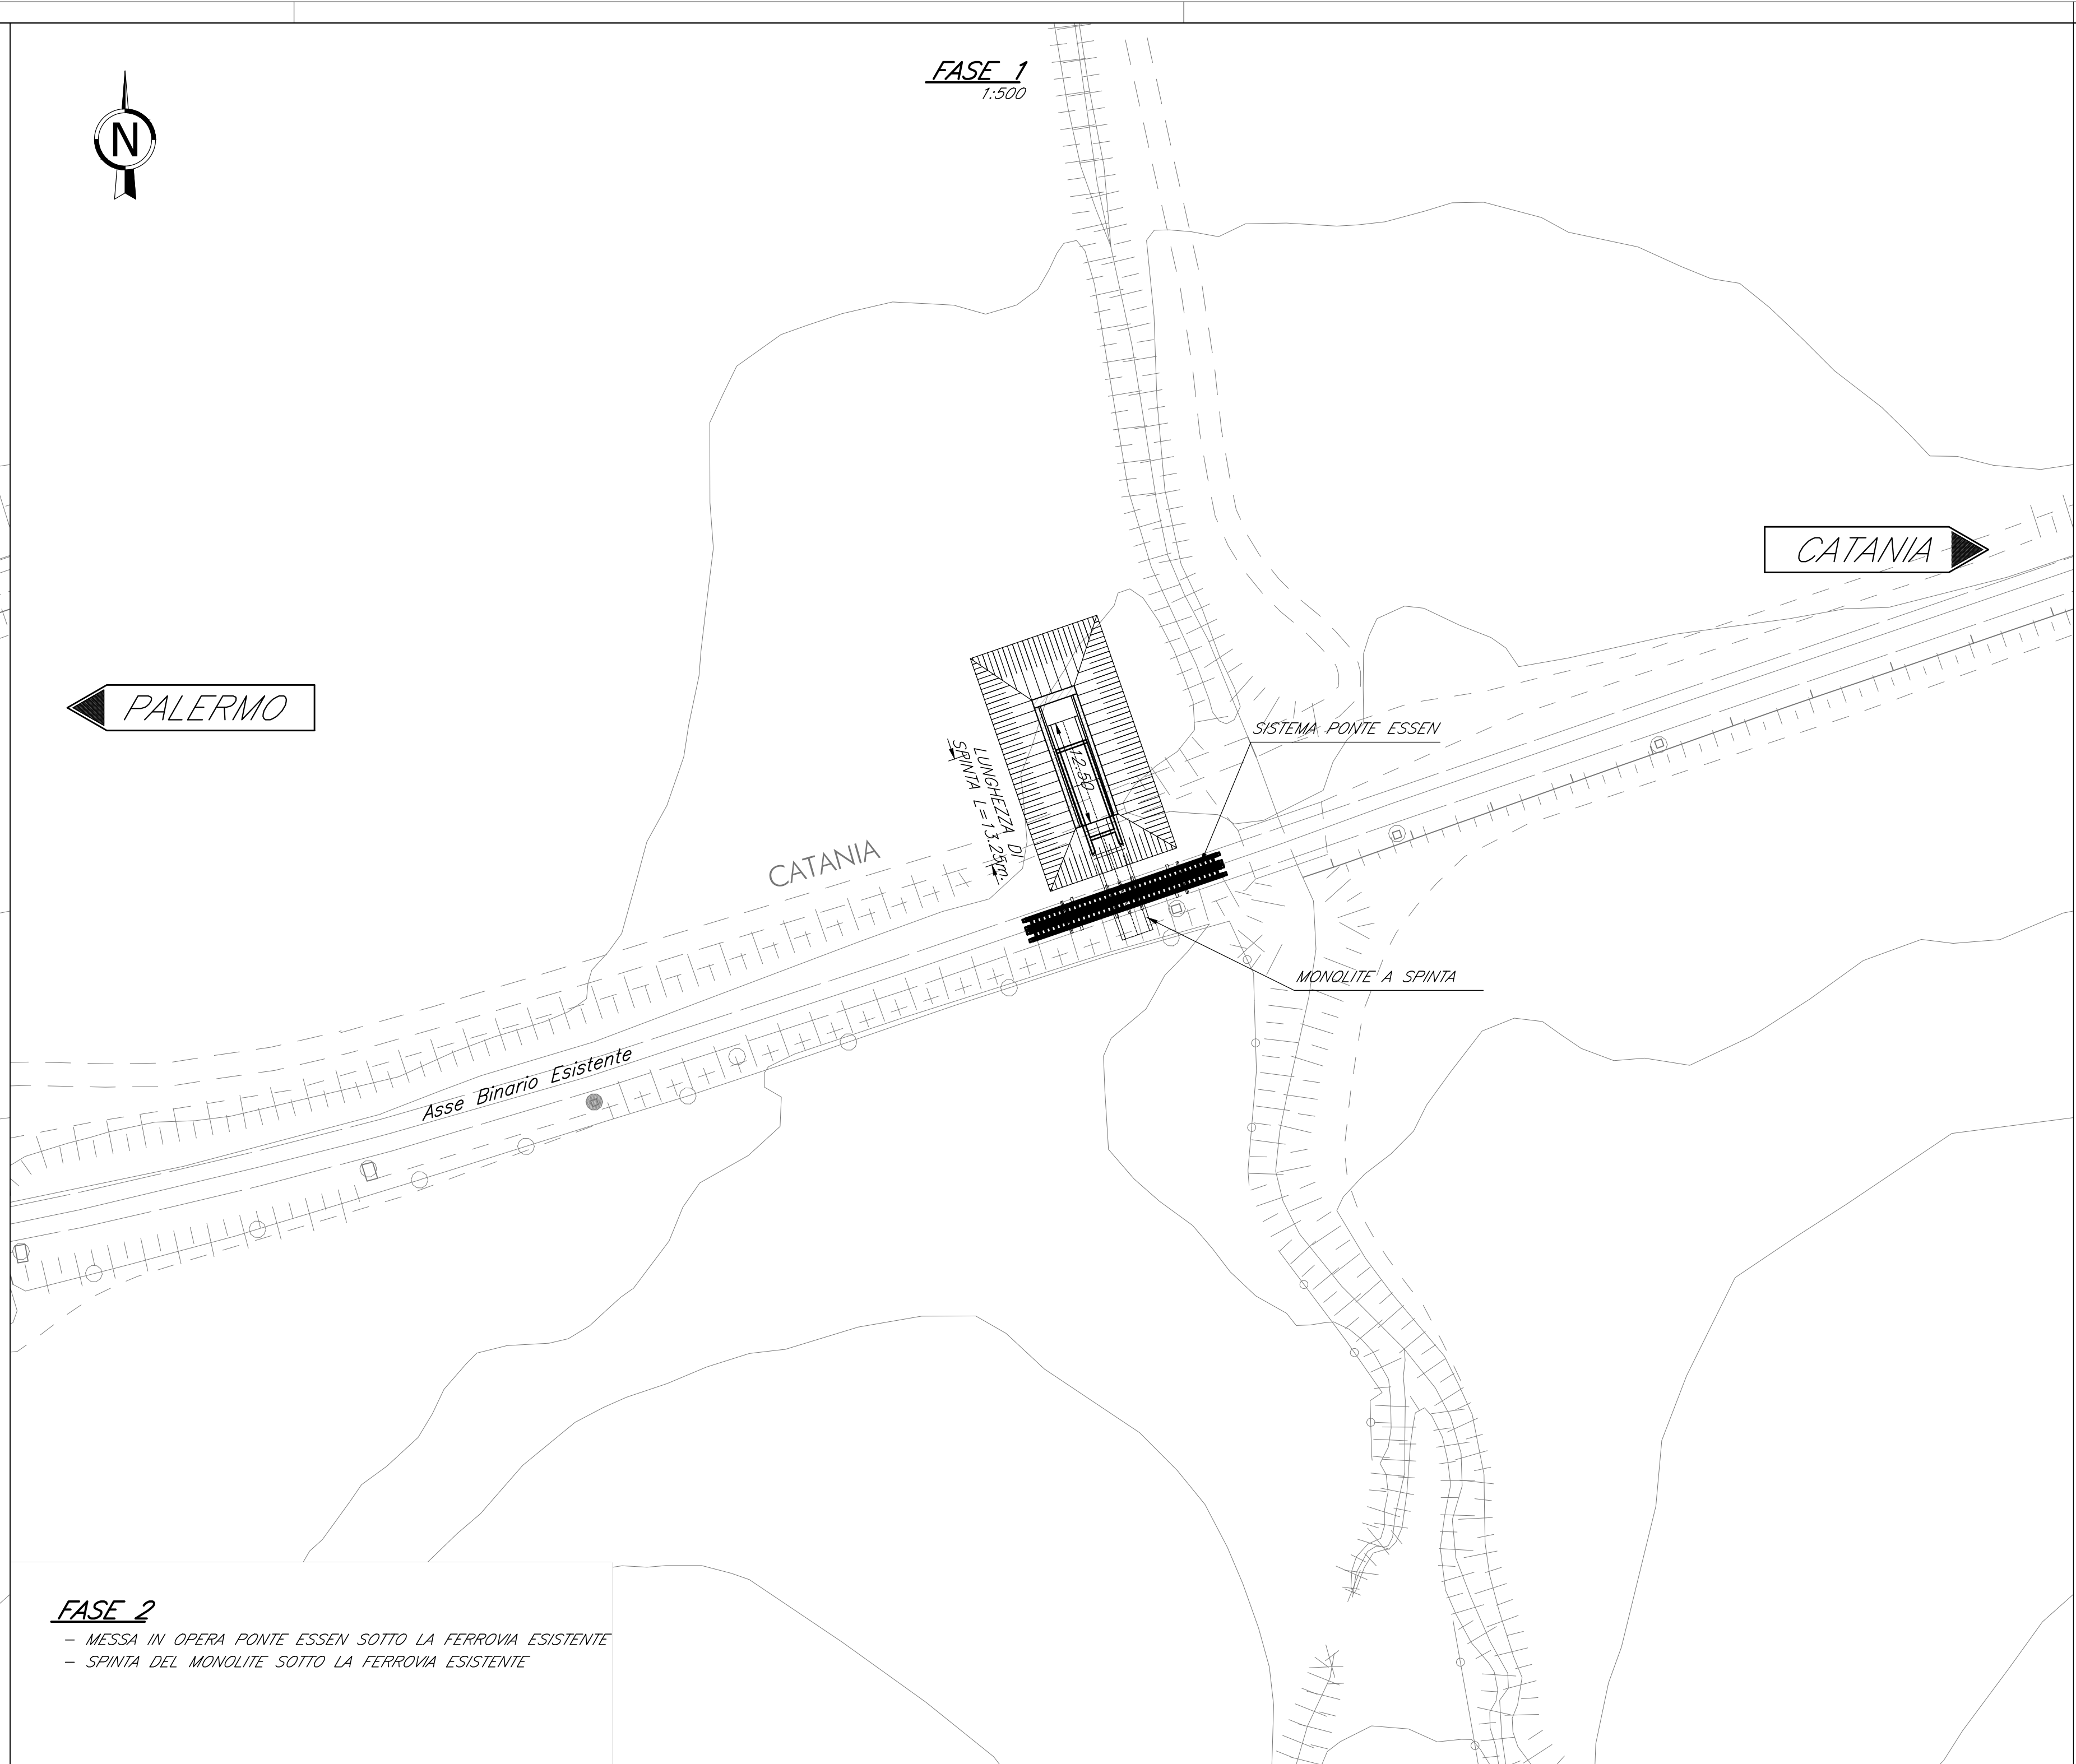 FASE 1
1:500
N
CATANIA
PALERMO
SISTEMA PONTE ESSEN
12.50
LUNGHEZZA DI
SPINTA L=13.25m.
CATANIA
MONOLITE A SPINTA
Asse Binario Esistente
FASE 2
- MESSA IN OPERA PONTE ESSEN SOTTO LA FERROVIA ESISTENTE
- SPINTA DEL MONOLITE SOTTO LA FERROVIA ESISTENTE